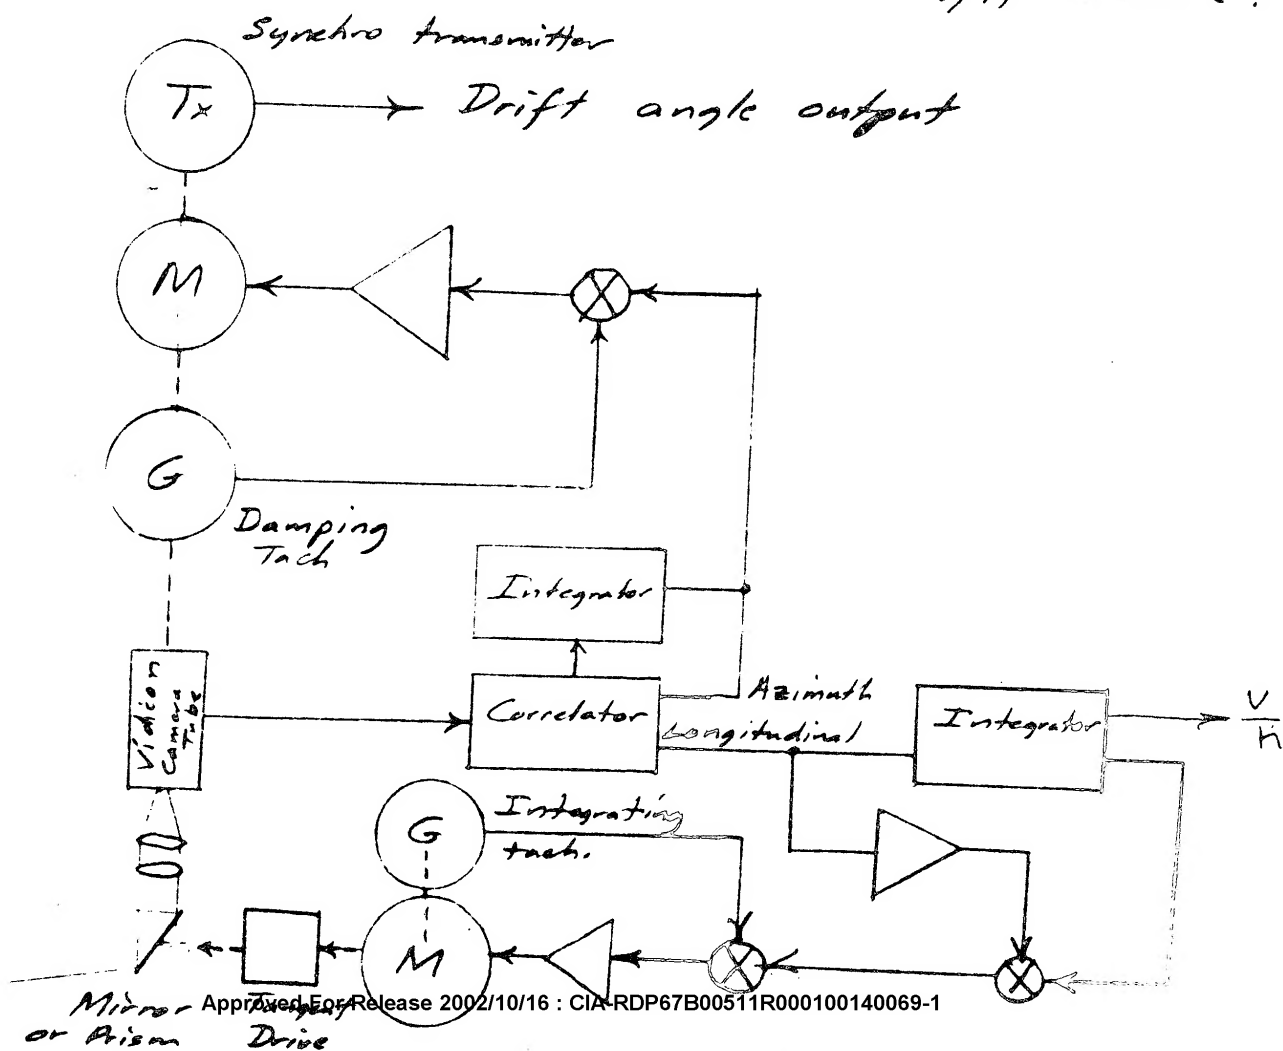 Synchro transmitter
Tx
Drift angle output
M
G
Damping
Tach
Integrator
Vidicon
Camera
Tube
Correlator
Azimuth
Longitudinal
Integrator
V
h
G
Integrating
tach.
M
Mirror
or Prism
Drive
Approved For Release 2002/10/16 : CIA-RDP67B00511R000100140069-1